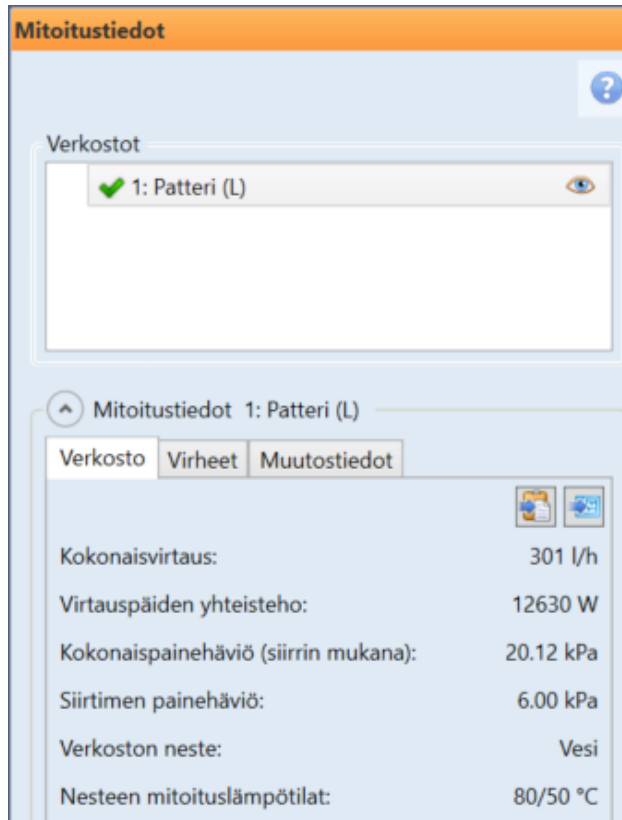 Mitoitustiedot
?
Verkostot
1: Patteri (L)
Mitoitustiedot 1: Patteri (L)
Verkosto Virheet Muutostiedot
Kokonaisvirtaus: 301 l/h
Virtauspäiden yhteisteho: 12630 W
Kokonaispainehäviö (siirrin mukana): 20.12 kPa
Siirtimen painehäviö: 6.00 kPa
Verkoston neste: Vesi
Nesteen mitoituslämpötilat: 80/50 °C